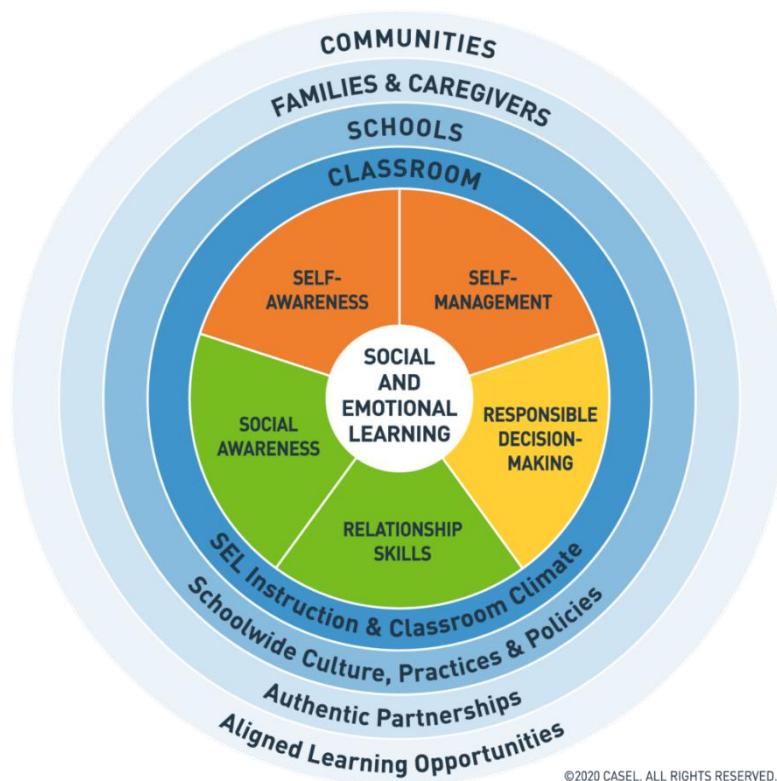 COMMUNITIES
FAMILIES & CAREGIVERS
SCHOOLS
CLASSROOM
SELF-
AWARENESS
SELF-
MANAGEMENT
SOCIAL
AND
EMOTIONAL
LEARNING
SOCIAL
AWARENESS
RESPONSIBLE
DECISION-
MAKING
RELATIONSHIP
SKILLS
SEL Instruction & Classroom Climate
Schoolwide Culture, Practices & Policies
Authentic Partnerships
Aligned Learning Opportunities
©2020 CASEL. ALL RIGHTS RESERVED.